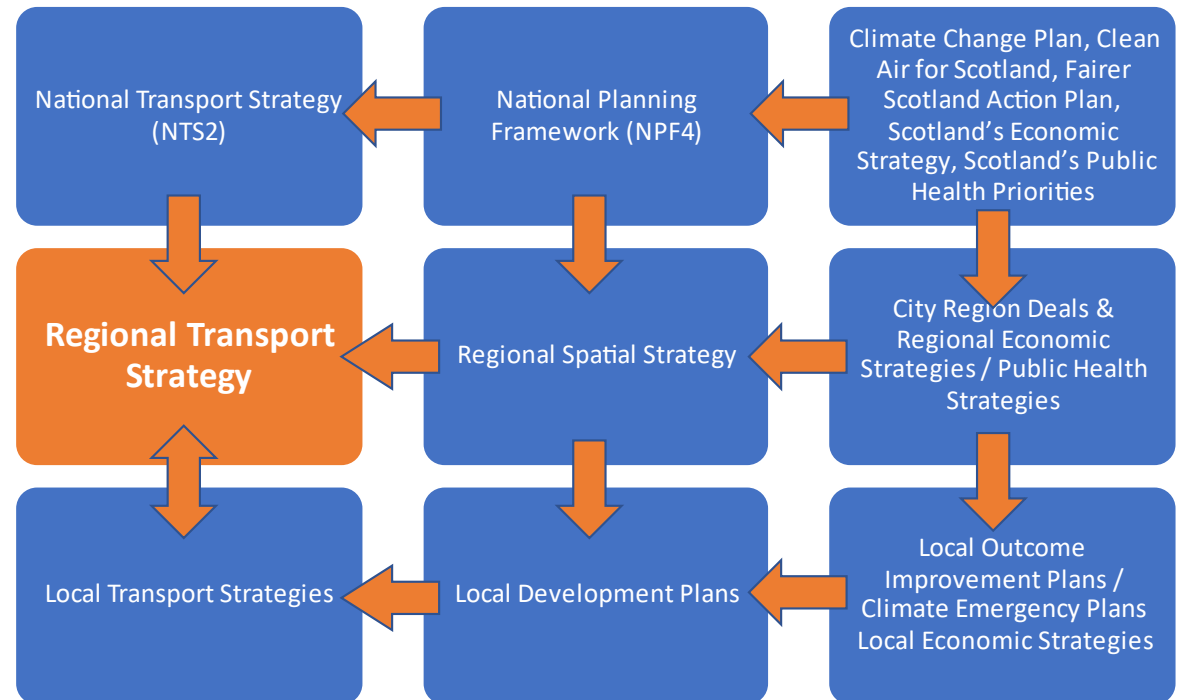 National Transport Strategy
(NTS2)
National Planning
Framework (NPF4)
Climate Change Plan, Clean
Air for Scotland, Fairer
Scotland Action Plan,
Scotland’s Economic
Strategy, Scotland’s Public
Health Priorities
Regional Transport
Strategy
Regional Spatial Strategy
City Region Deals &
Regional Economic
Strategies / Public Health
Strategies
Local Transport Strategies
Local Development Plans
Local Outcome
Improvement Plans /
Climate Emergency Plans
Local Economic Strategies